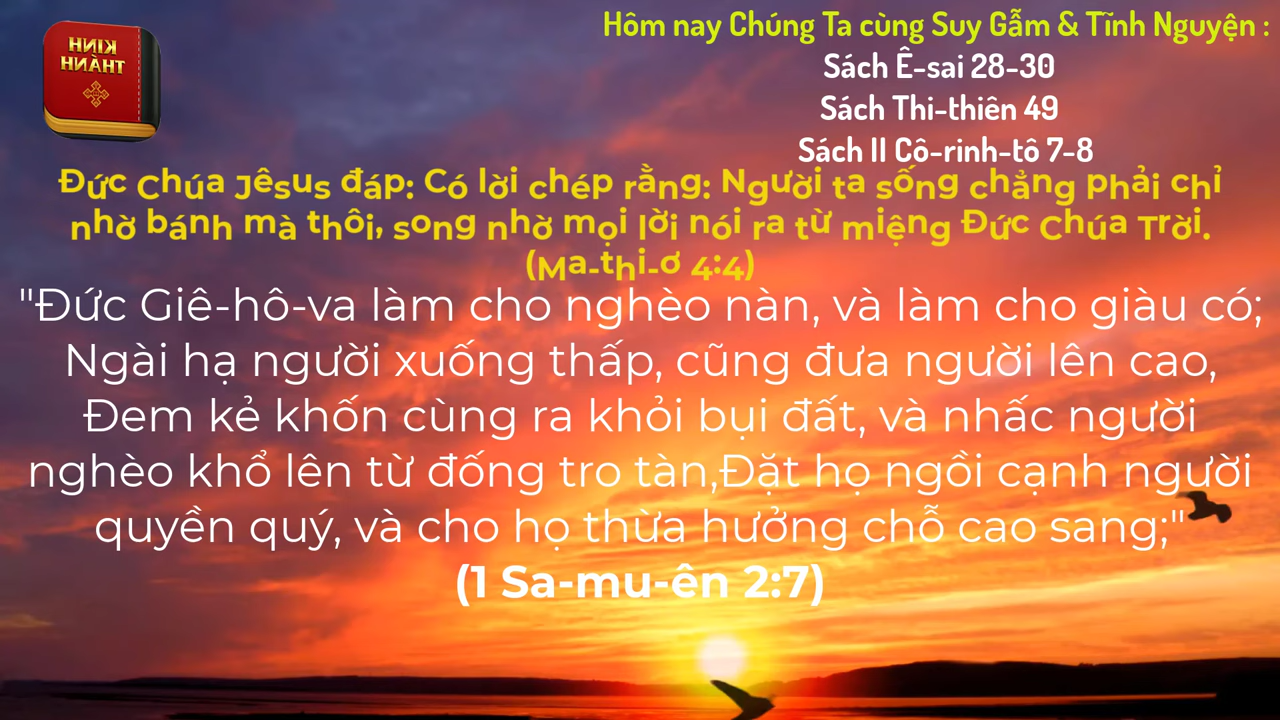 KINH
THÁNH
Hôm nay Chúng Ta cùng Suy Gẫm & Tĩnh Nguyện :
Sách Ê-sai 28-30
Sách Thi-thiên 49
Sách II Cô-rinh-tô 7-8
Đức Chúa Jêsus đáp: Có lời chép rằng: Người ta sống chẳng phải chỉ
nhờ bánh mà thôi, song nhờ mọi lời nói ra từ miệng Đức Chúa Trời.
(Ma-thi-ơ 4:4)
"Đức Giê-hô-va làm cho nghèo nàn, và làm cho giàu có;
Ngài hạ người xuống thấp, cũng đưa người lên cao,
Đem kẻ khốn cùng ra khỏi bụi đất, và nhấc người
nghèo khổ lên từ đống tro tàn,Đặt họ ngồi cạnh người
quyền quý, và cho họ thừa hưởng chỗ cao sang;"
(1 Sa-mu-ên 2:7)